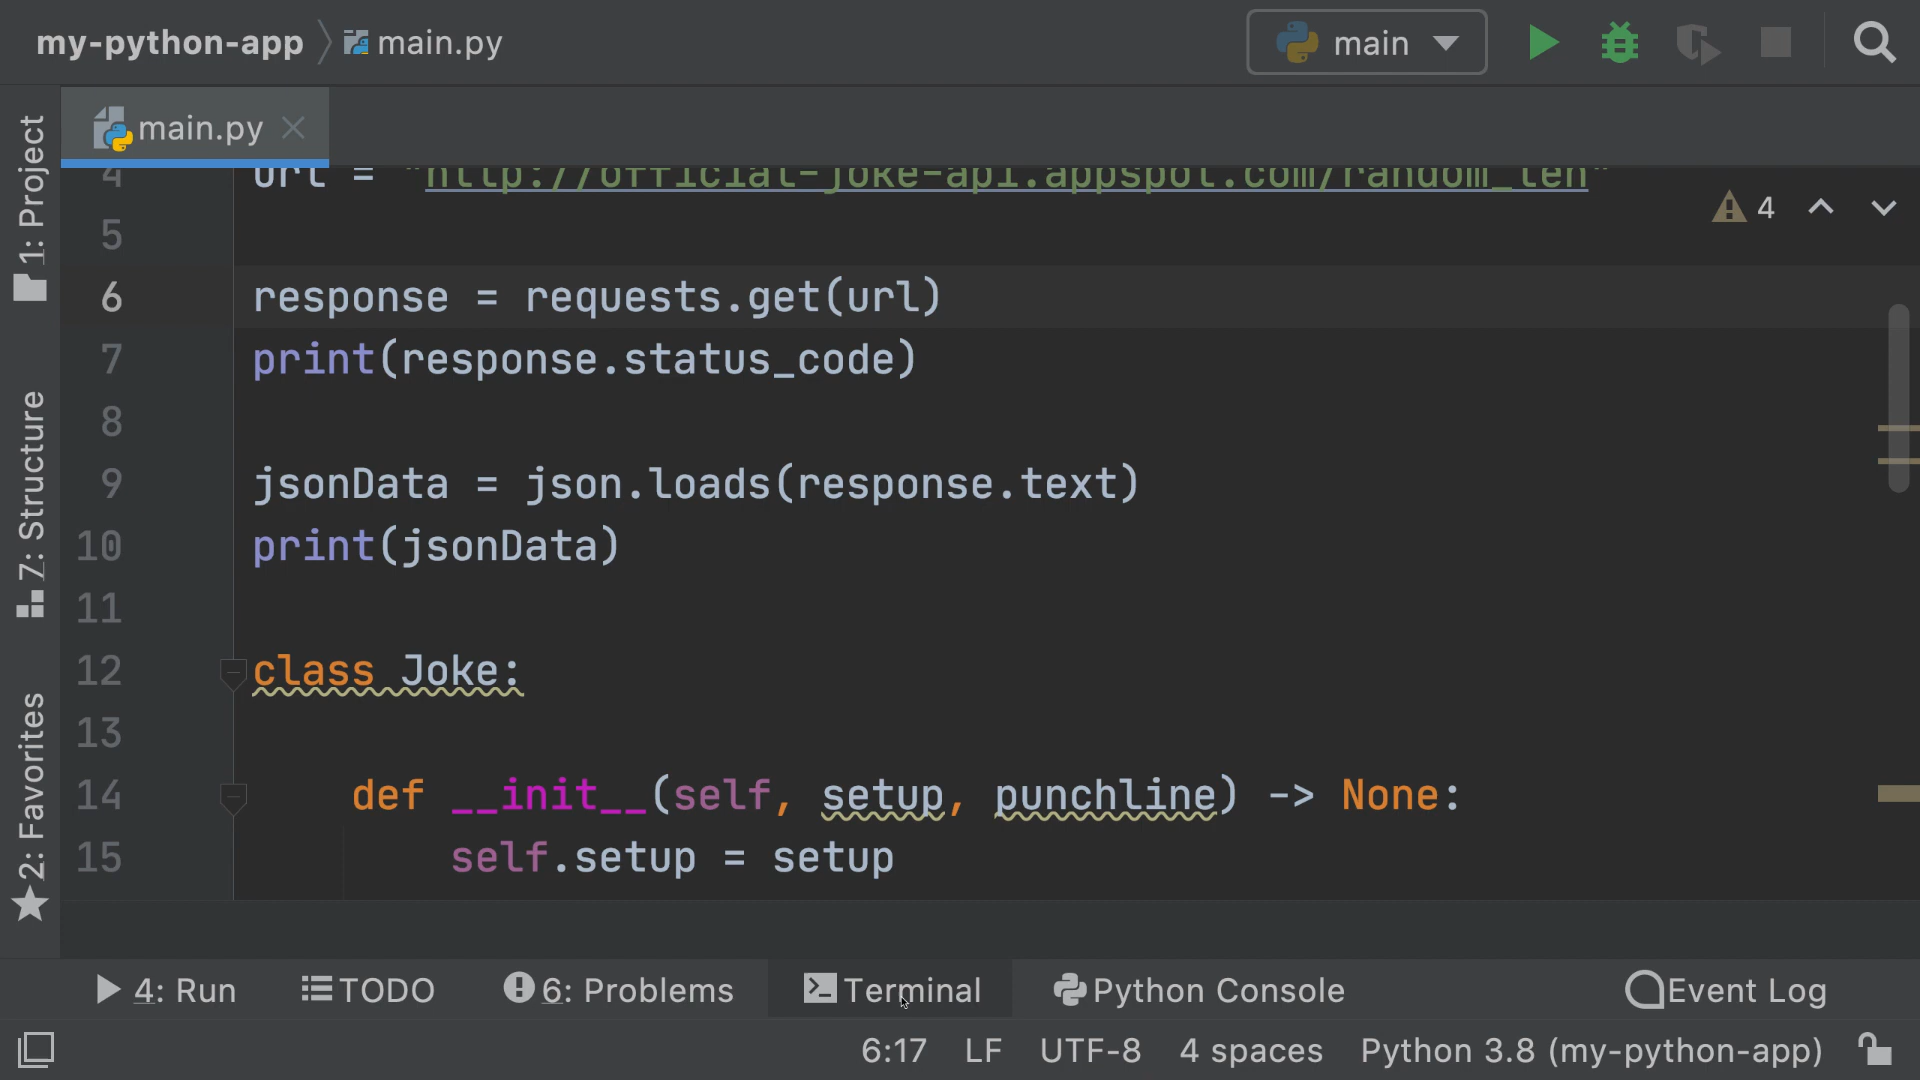 my-python-app main.py main
main.py
1: Project
7: Structure
2: Favorites
4 url = "http://official-joke-api.appspot.com/random_ten"
4
5
6 response = requests.get(url)
7 print(response.status_code)
8
9 jsonData = json.loads(response.text)
10 print(jsonData)
11
12 class Joke:
13
14 def __init__(self, setup, punchline) -> None:
15 self.setup = setup
4: Run TODO 6: Problems Terminal Python Console Event Log
6:17 LF UTF-8 4 spaces Python 3.8 (my-python-app)